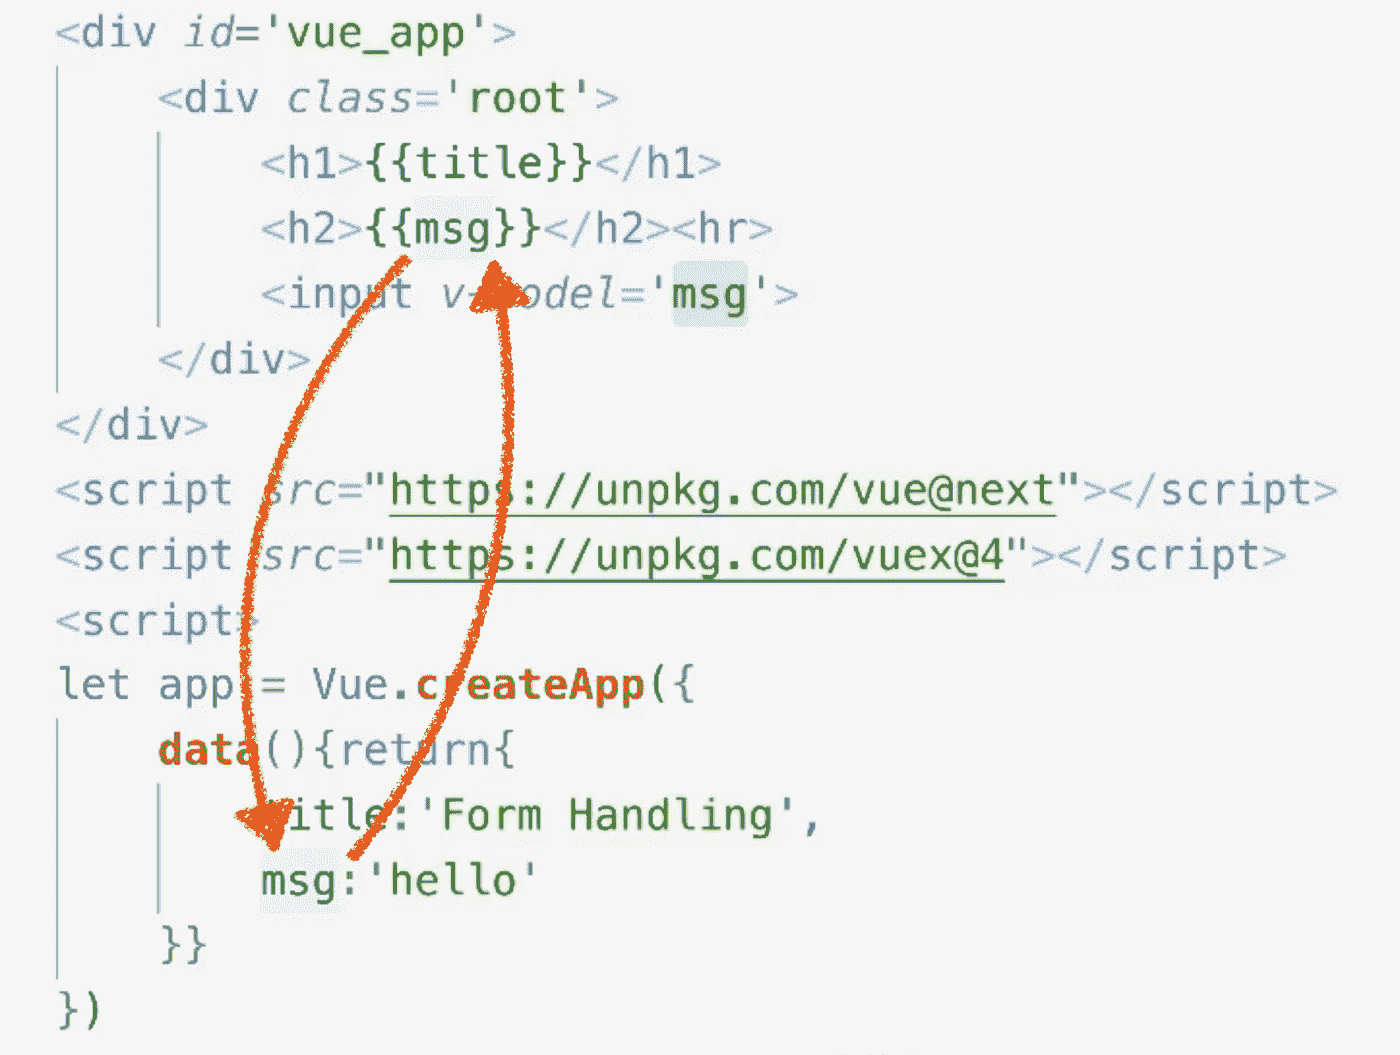 <div id='vue_app'>
<div class='root'>
<h1>{{title}}</h1>
<h2>{{msg}}</h2><hr>
<input v-model='msg'>
</div>
</div>
<script src="https://unpkg.com/vue@next"></script>
<script src="https://unpkg.com/vuex@4"></script>
<script>
let app = Vue.createApp({
data(){return{
title:'Form Handling',
msg:'hello'
}}
})